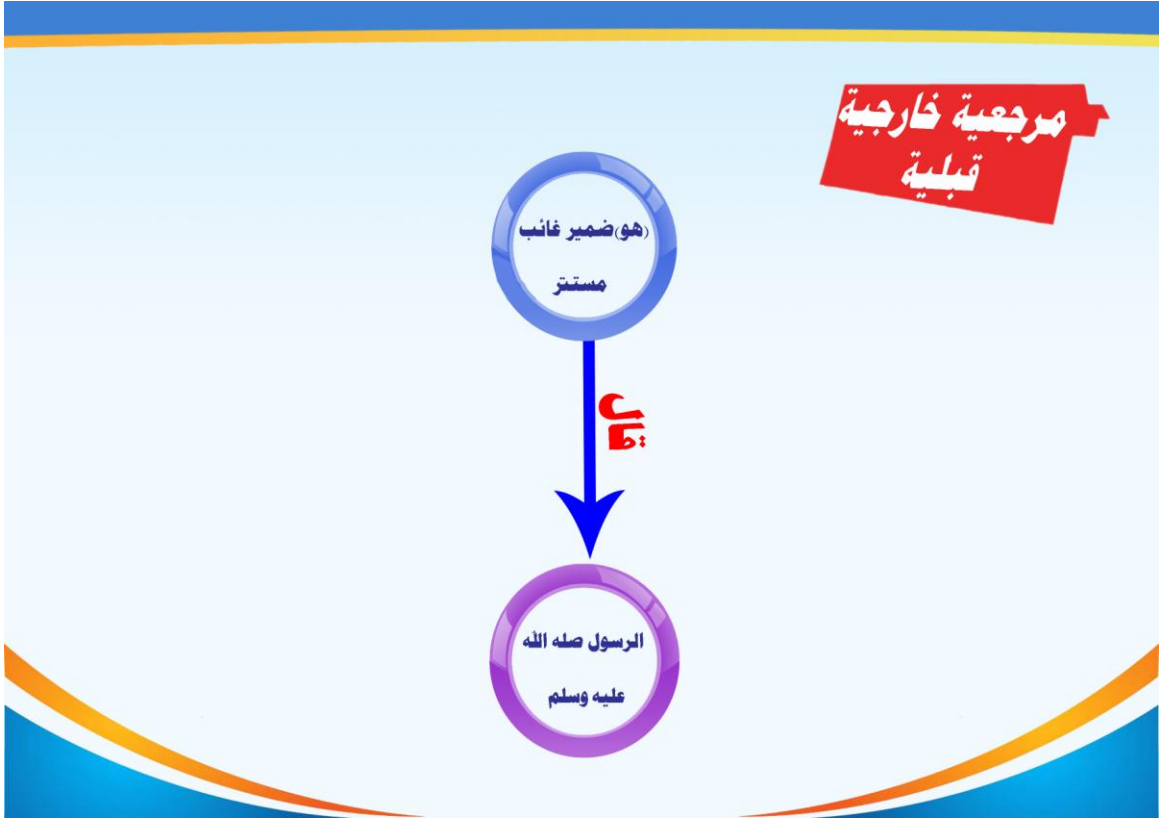 مرجعية خارجية
قبلية
(هو)ضمير غائب
مستتر
قال
الرسول صله الله
عليه وسلم